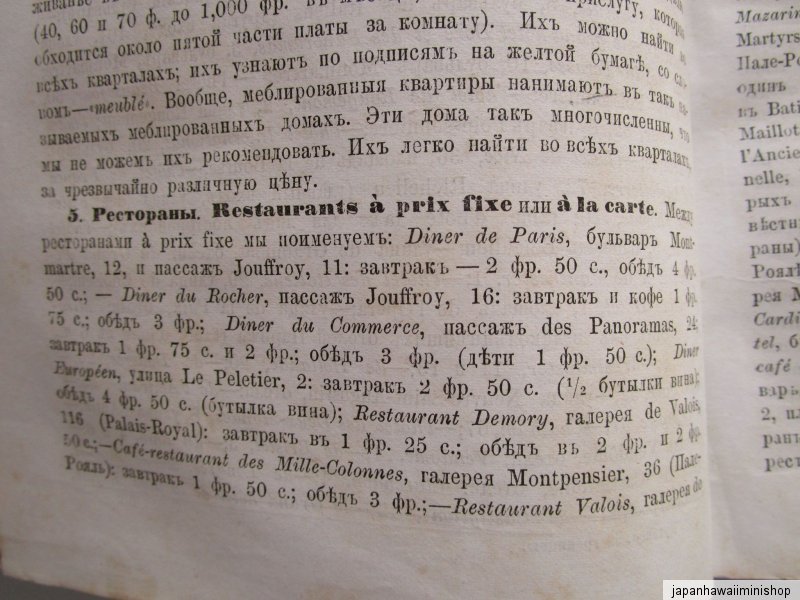 (40, 60 и 70 ф. до 1,000 фр. въ
прислугу, котор
обходится около пятой части платы за комнату). Ихъ можно найти во
всѣхъ кварталахъ; ихъ узнаютъ по подписямъ на желтой бумагѣ, со сло
вомъ—«meublé». Вообще, меблированныя квартиры нанимаютъ въ такъ на-
зываемыхъ меблированныхъ домахъ. Эти дома такъ многочисленны, что
мы не можемъ ихъ рекомендовать. Ихъ легко найти во всѣхъ кварталахъ,
за чрезвычайно различную цѣну.
5. Рестораны. Restaurants à prix fixe или à la carte. Между
ресторанами à prix fixe мы поименуемъ: Diner de Paris, бульваръ Mont-
martre, 12, и пассажъ Jouffroy, 11: завтракъ — 2 фр. 50 с., обѣдъ 4 фр.
50 с.; — Diner du Rocher, пассажъ Jouffroy, 16: завтракъ и кофе 1 фр.
75 с.; обѣдъ 3 фр.; Diner du Commerce, пассажъ des Panoramas, 24:
завтракъ 1 фр. 75 с. и 2 фр.; обѣдъ 3 фр. (дѣти 1 фр. 50 с.); Diner
Européen, улица Le Peletier, 2: завтракъ 2 фр. 50 с. (1/2 бутылки вина);
обѣдъ 4 фр. 50 с. (бутылка вина); Restaurant Demory, галерея de Valois,
116 (Palais-Royal): завтракъ въ 1 фр. 25 с.; обѣдъ въ 2 фр. и 2 фр.
50 с.;—Café-restaurant des Mille-Colonnes, галерея Montpensier, 36 (Пале-
Рояль): завтракъ 1 фр. 50 с.; обѣдъ 3 фр.;—Restaurant Valois, галерея de
Mazarin
Martyrs
Пале-Ро
одинъ
въ Bati
Maillot
l'Ancie
nelle,
рыхъ
вѣстн
раны)
Роялѣ
рея M
Cardi
tel, б
café
взръ
2, пл
рант
рест
japanhawaiiminishop